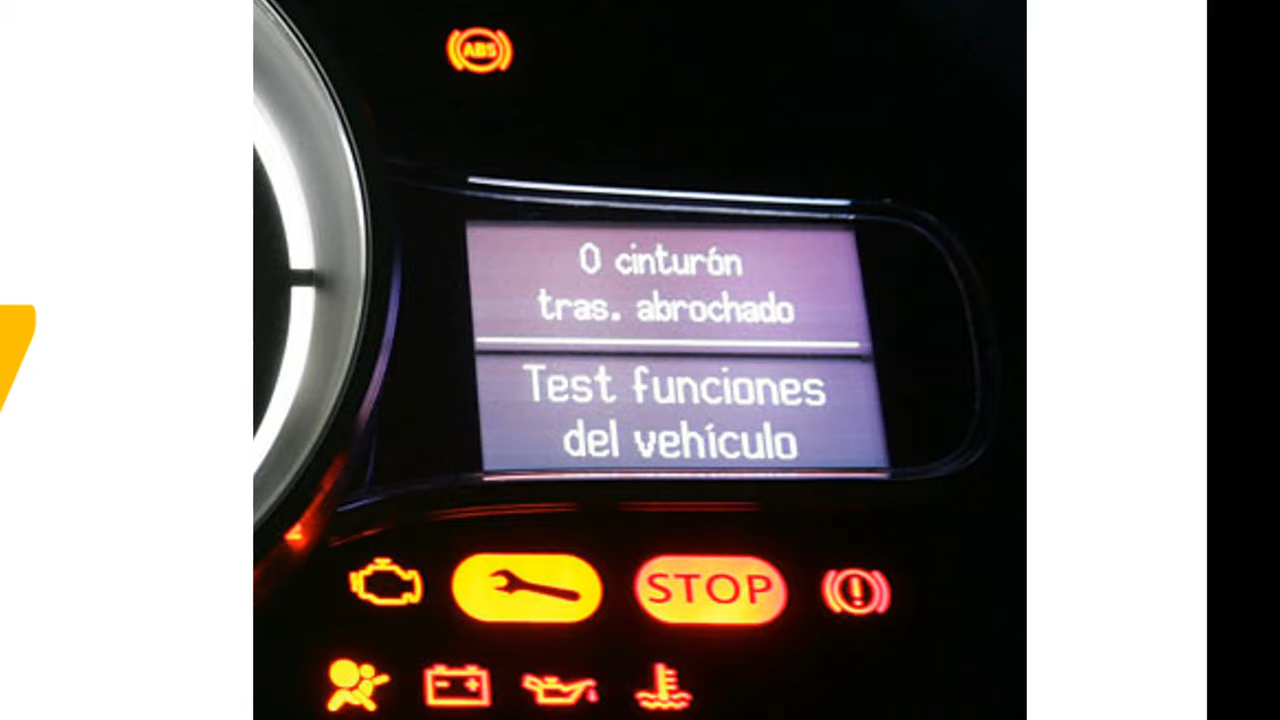 ABS
0 cinturón
tras. abrochado
Test funciones
del vehículo
STOP